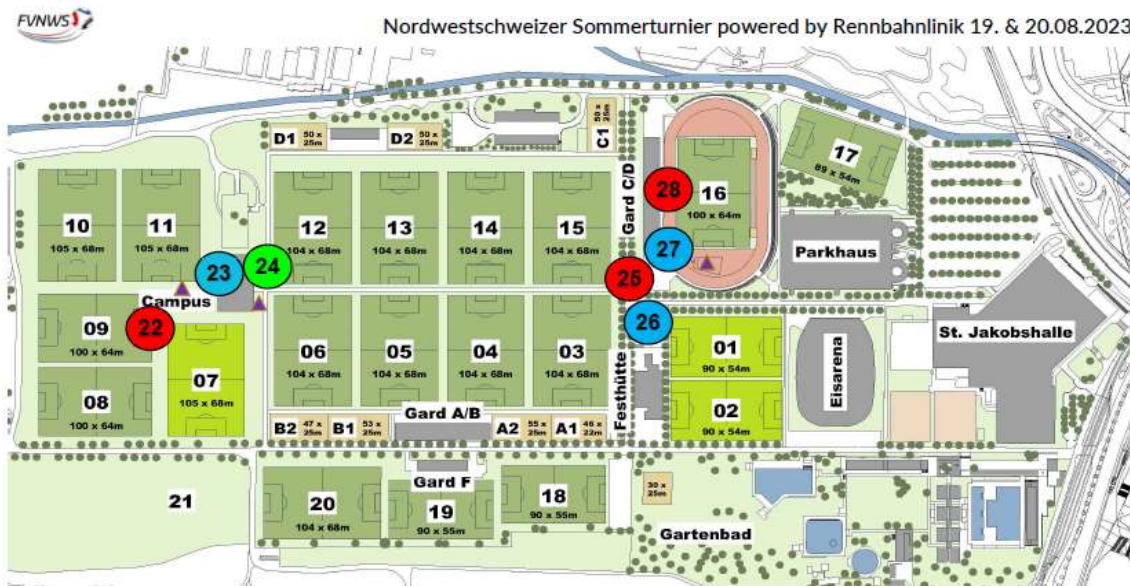 FVNWS
Nordwestschweizer Sommerturnier powered by Rennbahnlinik 19. & 20.08.2023
D1 50 x 25m
D2 50 x 25m
C1 50 x 25m
17
89 x 54m
10
105 x 68m
11
105 x 68m
12
104 x 68m
13
104 x 68m
14
104 x 68m
15
104 x 68m
Gard C/D
28
16
100 x 64m
27
Parkhaus
23
24
25
26
Campus
22
09
100 x 64m
08
100 x 64m
07
105 x 68m
06
104 x 68m
05
104 x 68m
04
104 x 68m
03
104 x 68m
Festhütte
01
90 x 54m
02
90 x 54m
Eisarena
St. Jakobshalle
Gard A/B
B2 47 x 25m
B1 53 x 25m
A2 55 x 25m
A1 46 x 22m
21
20
104 x 68m
Gard F
19
90 x 55m
18
90 x 55m
30 x 25m
Gartenbad